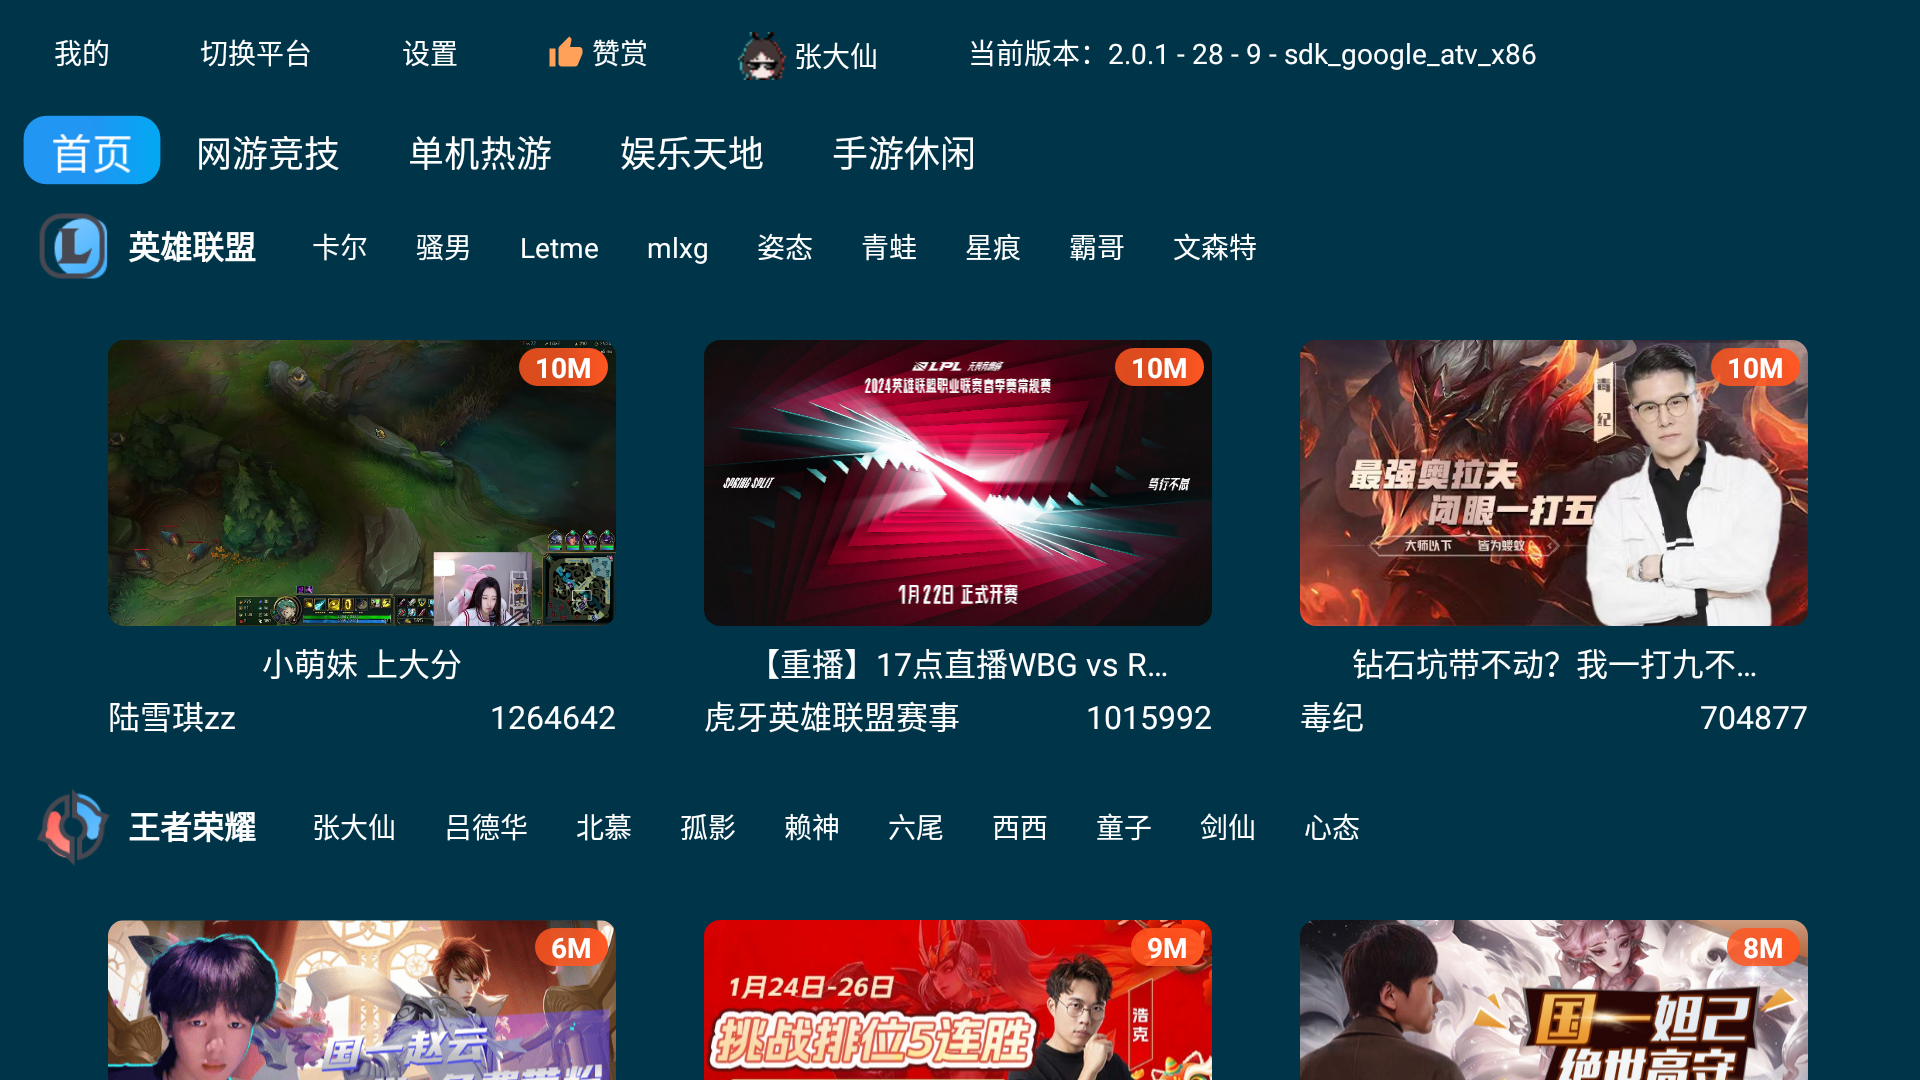 我的
切换平台
设置
赞赏
张大仙
当前版本：2.0.1 - 28 - 9 - sdk_google_atv_x86
首页
网游竞技
单机热游
娱乐天地
手游休闲
英雄联盟
卡尔
骚男
Letme
mlxg
姿态
青蛙
星痕
霸哥
文森特
10M
小萌妹 上大分
陆雪琪zz
1264642
10M
LPL
2024英雄联盟职业联赛春季赛常规赛
SPRING SPLIT
笃行不怠
1月22日 正式开赛
【重播】17点直播WBG vs R...
虎牙英雄联盟赛事
1015992
10M
毒纪
最强奥拉夫
闭眼一打五
大师以下 皆为蝼蚁
钻石坑带不动？我一打九不...
毒纪
704877
王者荣耀
张大仙
吕德华
北慕
孤影
赖神
六尾
西西
童子
剑仙
心态
6M
国一赵云
9M
1月24日-26日
挑战排位5连胜
浩克
8M
国一妲己
绝世高守